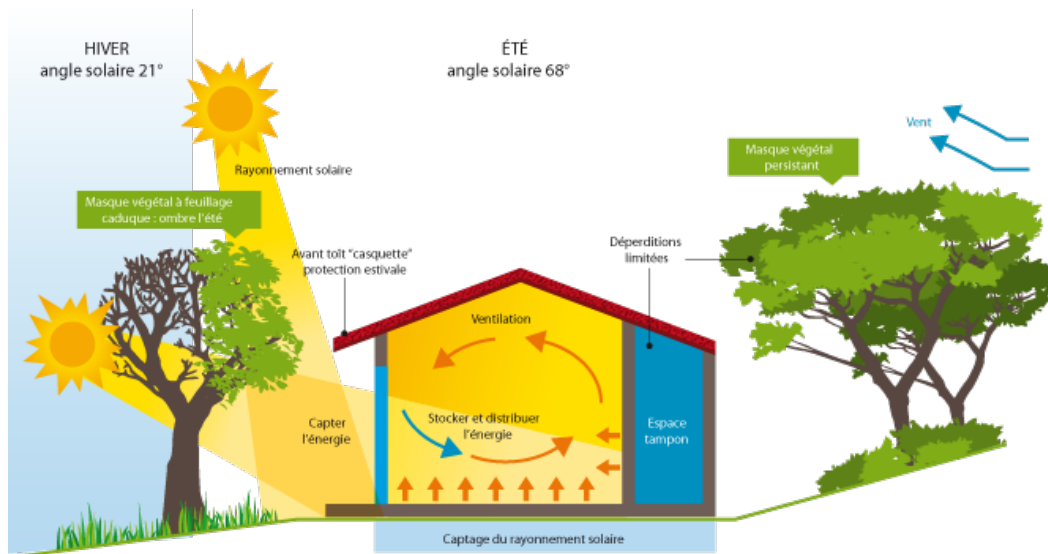 HIVER
angle solaire 21°
ÉTÉ
angle solaire 68°
Vent
Masque végétal
persistant
Rayonnement solaire
Masque végétal à feuillage
caduque : ombre l'été
Avant toît "casquette"
protection estivale
Déperditions
limitées
Ventilation
Capter
l'énergie
Stocker et distribuer
l'énergie
Espace
tampon
Captage du rayonnement solaire